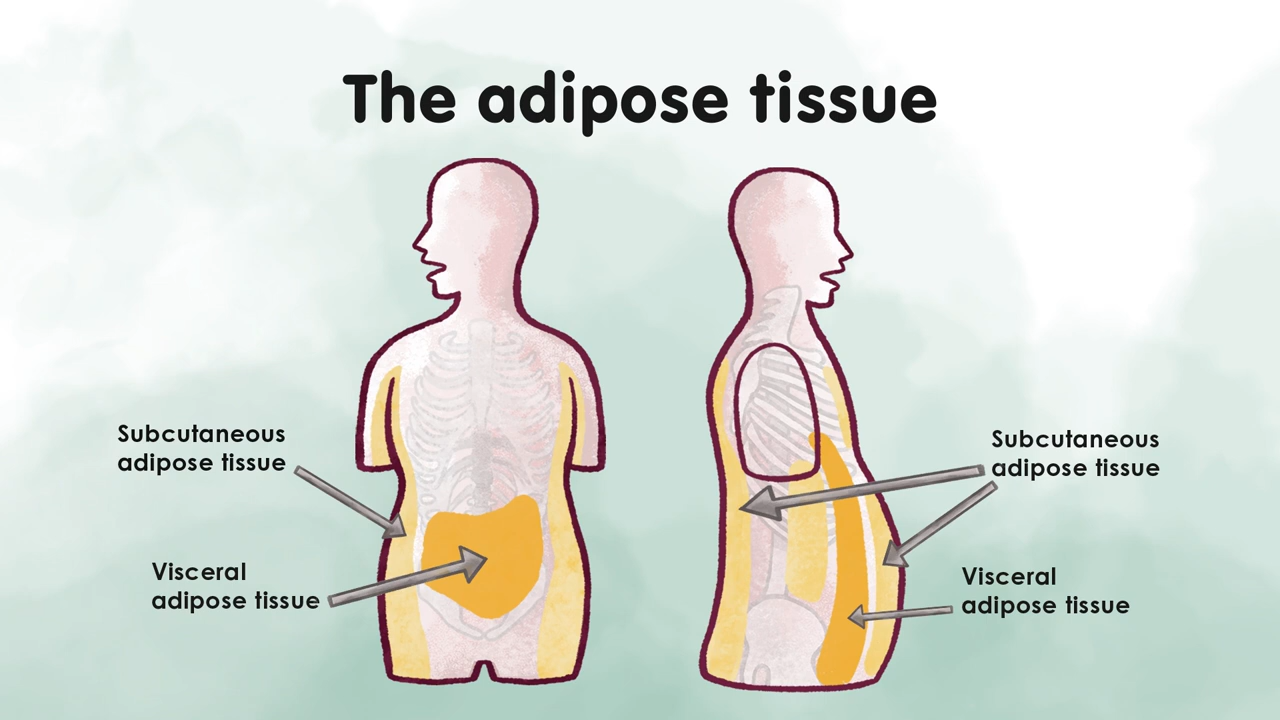 The adipose tissue
Subcutaneous
adipose tissue
Visceral
adipose tissue
Subcutaneous
adipose tissue
Visceral
adipose tissue